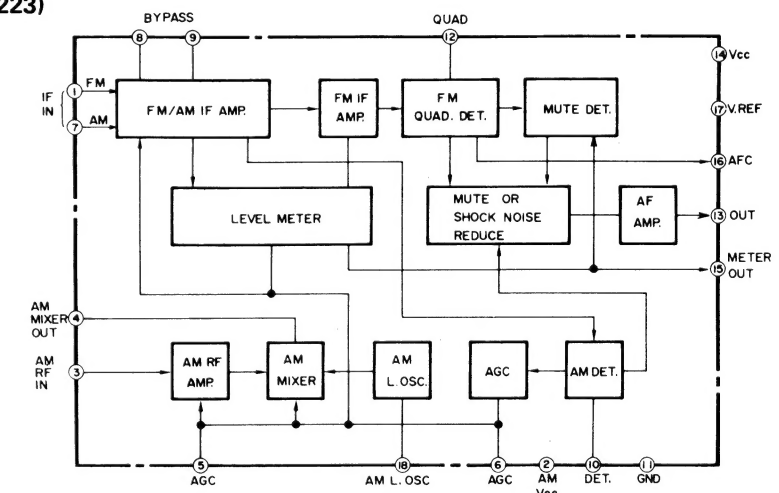 223)
BYPASS
QUAD
8
9
12
14 Vcc
IF
IN
1
FM
7
AM
FM/AM IF AMP.
FM IF
AMP.
FM
QUAD. DET.
MUTE DET.
17 V.REF
16 AFC
LEVEL METER
MUTE OR
SHOCK NOISE
REDUCE
AF
AMP.
13 OUT
15
METER
OUT
AM
MIXER
OUT
4
AM
RF
IN
3
AM RF
AMP.
AM
MIXER
AM
L. OSC.
AGC
AM DET.
5
18
6
2
10
11
AGC
AM L. OSC
AGC
AM
Vcc
DET.
GND